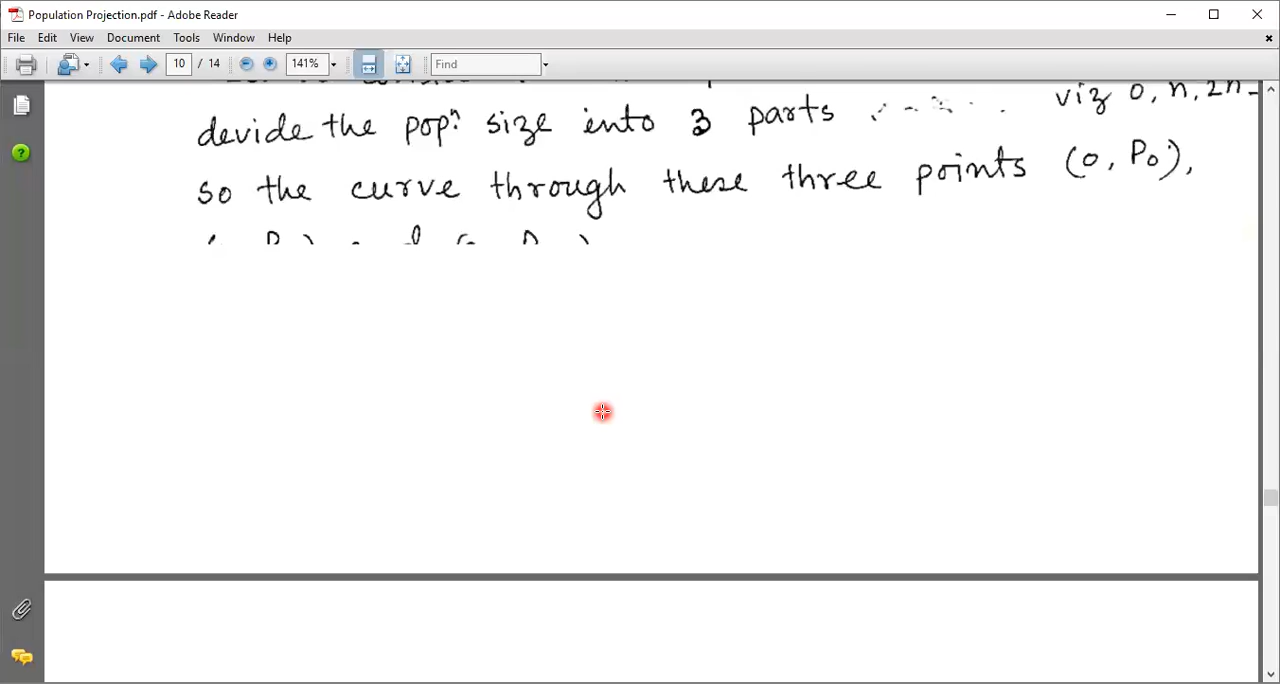 Population Projection.pdf - Adobe Reader
File Edit View Document Tools Window Help
10 / 14 141% Find
viz 0, n, 2n-
devide the popⁿ. size into 3 parts
so the curve through these three points (0, P₀),